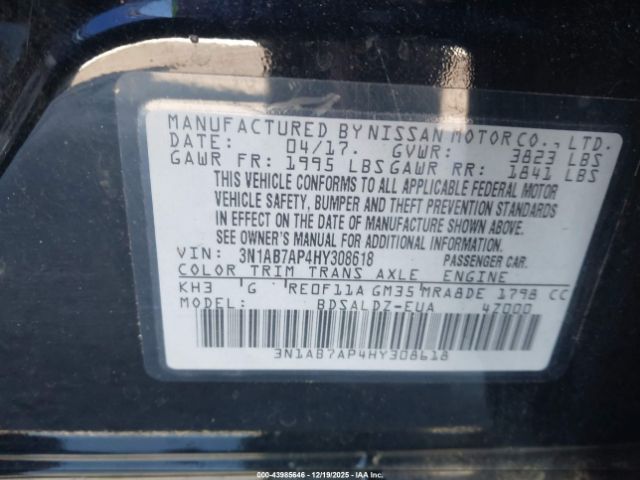 MANUFACTURED BY NISSAN MOTOR CO., LTD.
DATE: 04/17. GVWR: 3823 LBS
GAWR FR: 1995 LBS GAWR RR: 1841 LBS
THIS VEHICLE CONFORMS TO ALL APPLICABLE FEDERAL MOTOR
VEHICLE SAFETY, BUMPER AND THEFT PREVENTION STANDARDS
IN EFFECT ON THE DATE OF MANUFACTURE SHOWN ABOVE.
SEE OWNER'S MANUAL FOR ADDITIONAL INFORMATION.
VIN: 3N1AB7AP4HY308618 PASSENGER CAR.
COLOR TRIM TRANS AXLE ENGINE
KH3 G RE0F11A GM35 MRA8DE 1798 CC
MODEL: BDSALDZ-EUA 4Z000
3N1AB7AP4HY308618
© 43985646 - 12/19/2025 - IAA Inc.